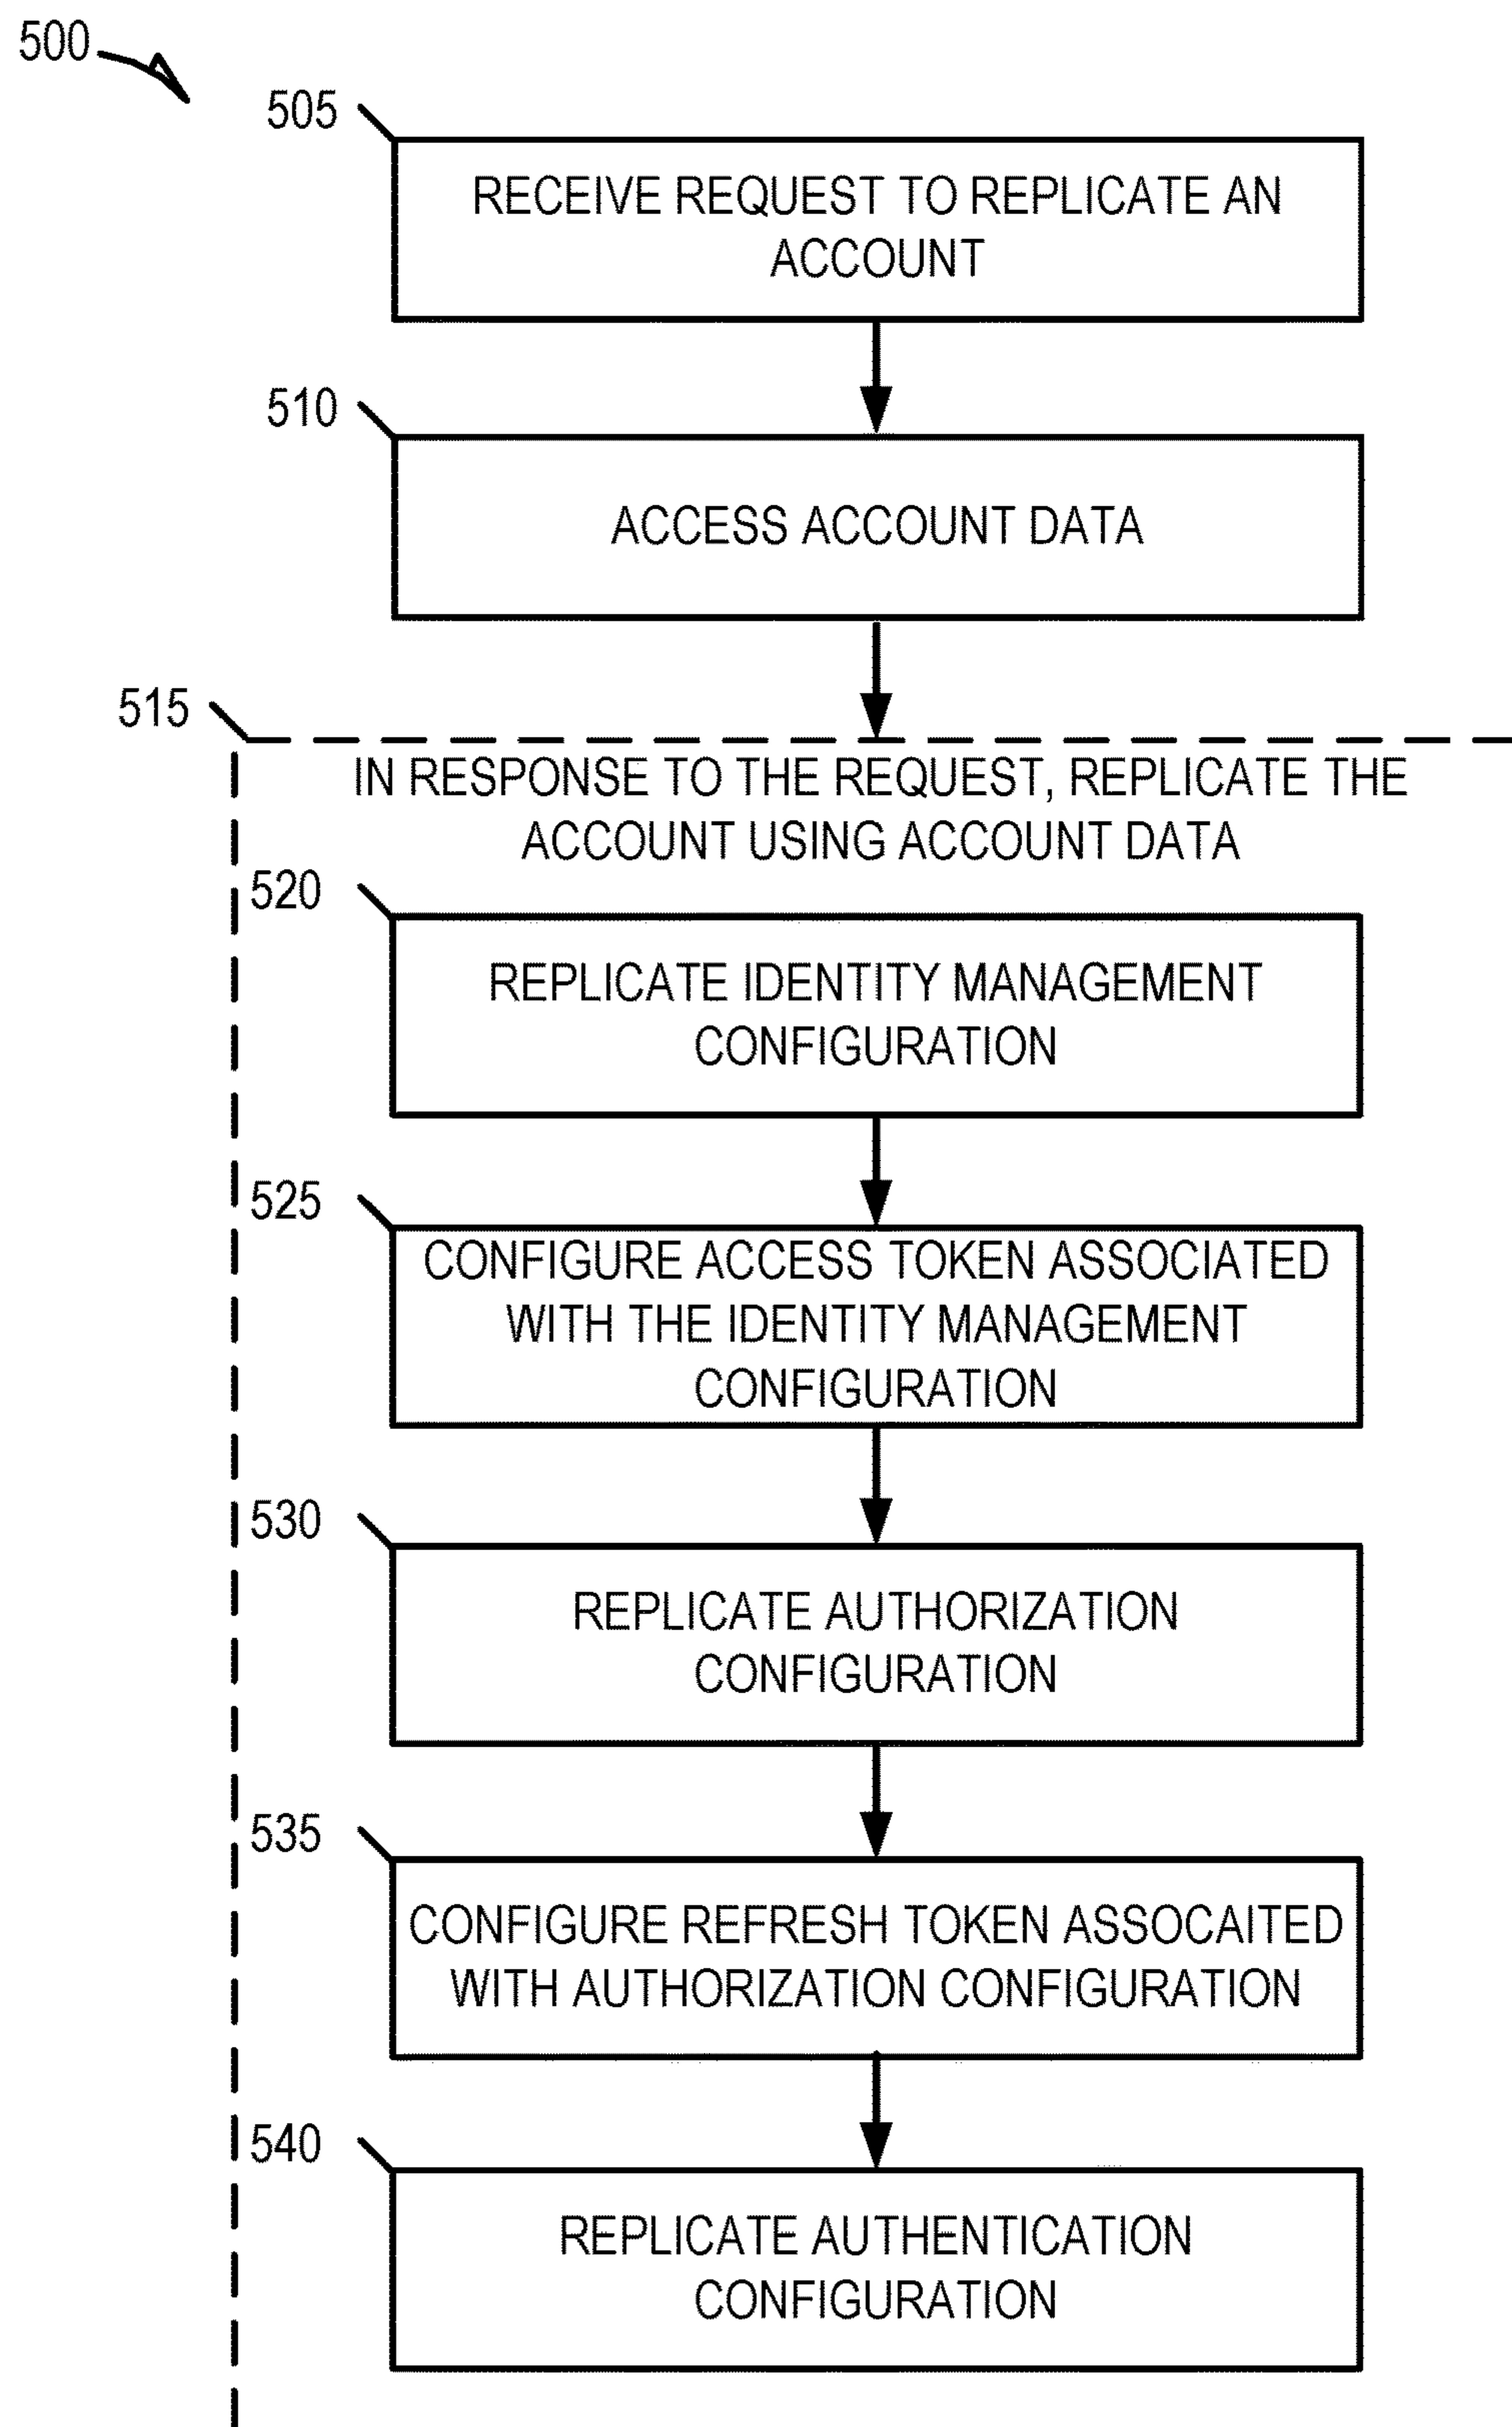 500
505
RECEIVE REQUEST TO REPLICATE AN
ACCOUNT
510
ACCESS ACCOUNT DATA
515
IN RESPONSE TO THE REQUEST, REPLICATE THE
ACCOUNT USING ACCOUNT DATA
520
REPLICATE IDENTITY MANAGEMENT
CONFIGURATION
525
CONFIGURE ACCESS TOKEN ASSOCIATED
WITH THE IDENTITY MANAGEMENT
CONFIGURATION
530
REPLICATE AUTHORIZATION
CONFIGURATION
535
CONFIGURE REFRESH TOKEN ASSOCAITED
WITH AUTHORIZATION CONFIGURATION
540
REPLICATE AUTHENTICATION
CONFIGURATION